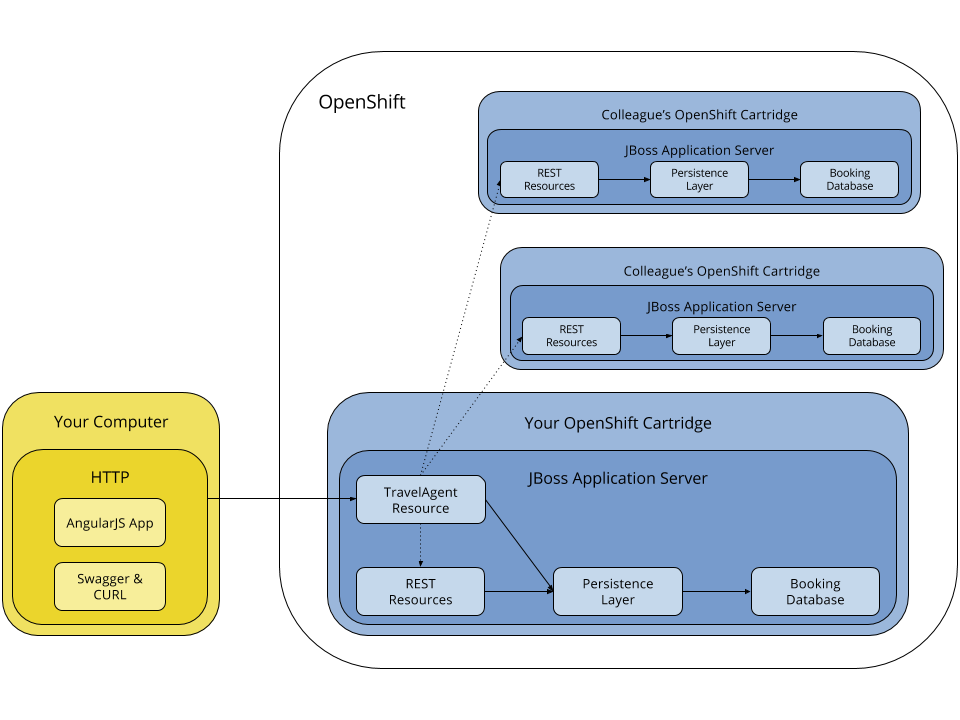 OpenShift
Colleague’s OpenShift Cartridge
JBoss Application Server
REST
Resources
Persistence
Layer
Booking
Database
Colleague’s OpenShift Cartridge
JBoss Application Server
REST
Resources
Persistence
Layer
Booking
Database
Your Computer
HTTP
AngularJS App
Swagger &
CURL
Your OpenShift Cartridge
JBoss Application Server
TravelAgent
Resource
REST
Resources
Persistence
Layer
Booking
Database